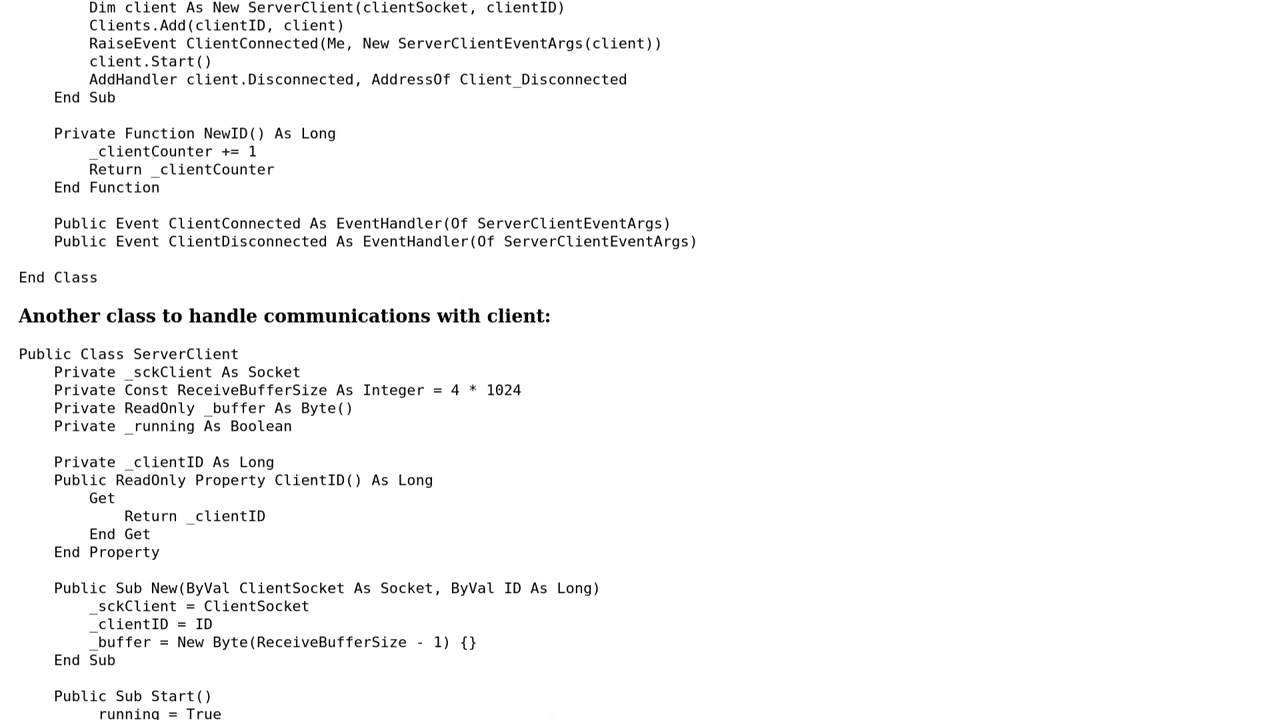 Dim client As New ServerClient(clientSocket, clientID)
        Clients.Add(clientID, client)
        RaiseEvent ClientConnected(Me, New ServerClientEventArgs(client))
        client.Start()
        AddHandler client.Disconnected, AddressOf Client_Disconnected
    End Sub

    Private Function NewID() As Long
        _clientCounter += 1
        Return _clientCounter
    End Function

    Public Event ClientConnected As EventHandler(Of ServerClientEventArgs)
    Public Event ClientDisconnected As EventHandler(Of ServerClientEventArgs)

End Class
Another class to handle communications with client:
Public Class ServerClient
    Private _sckClient As Socket
    Private Const ReceiveBufferSize As Integer = 4 * 1024
    Private ReadOnly _buffer As Byte()
    Private _running As Boolean

    Private _clientID As Long
    Public ReadOnly Property ClientID() As Long
        Get
            Return _clientID
        End Get
    End Property

    Public Sub New(ByVal ClientSocket As Socket, ByVal ID As Long)
        _sckClient = ClientSocket
        _clientID = ID
        _buffer = New Byte(ReceiveBufferSize - 1) {}
    End Sub

    Public Sub Start()
        running = True